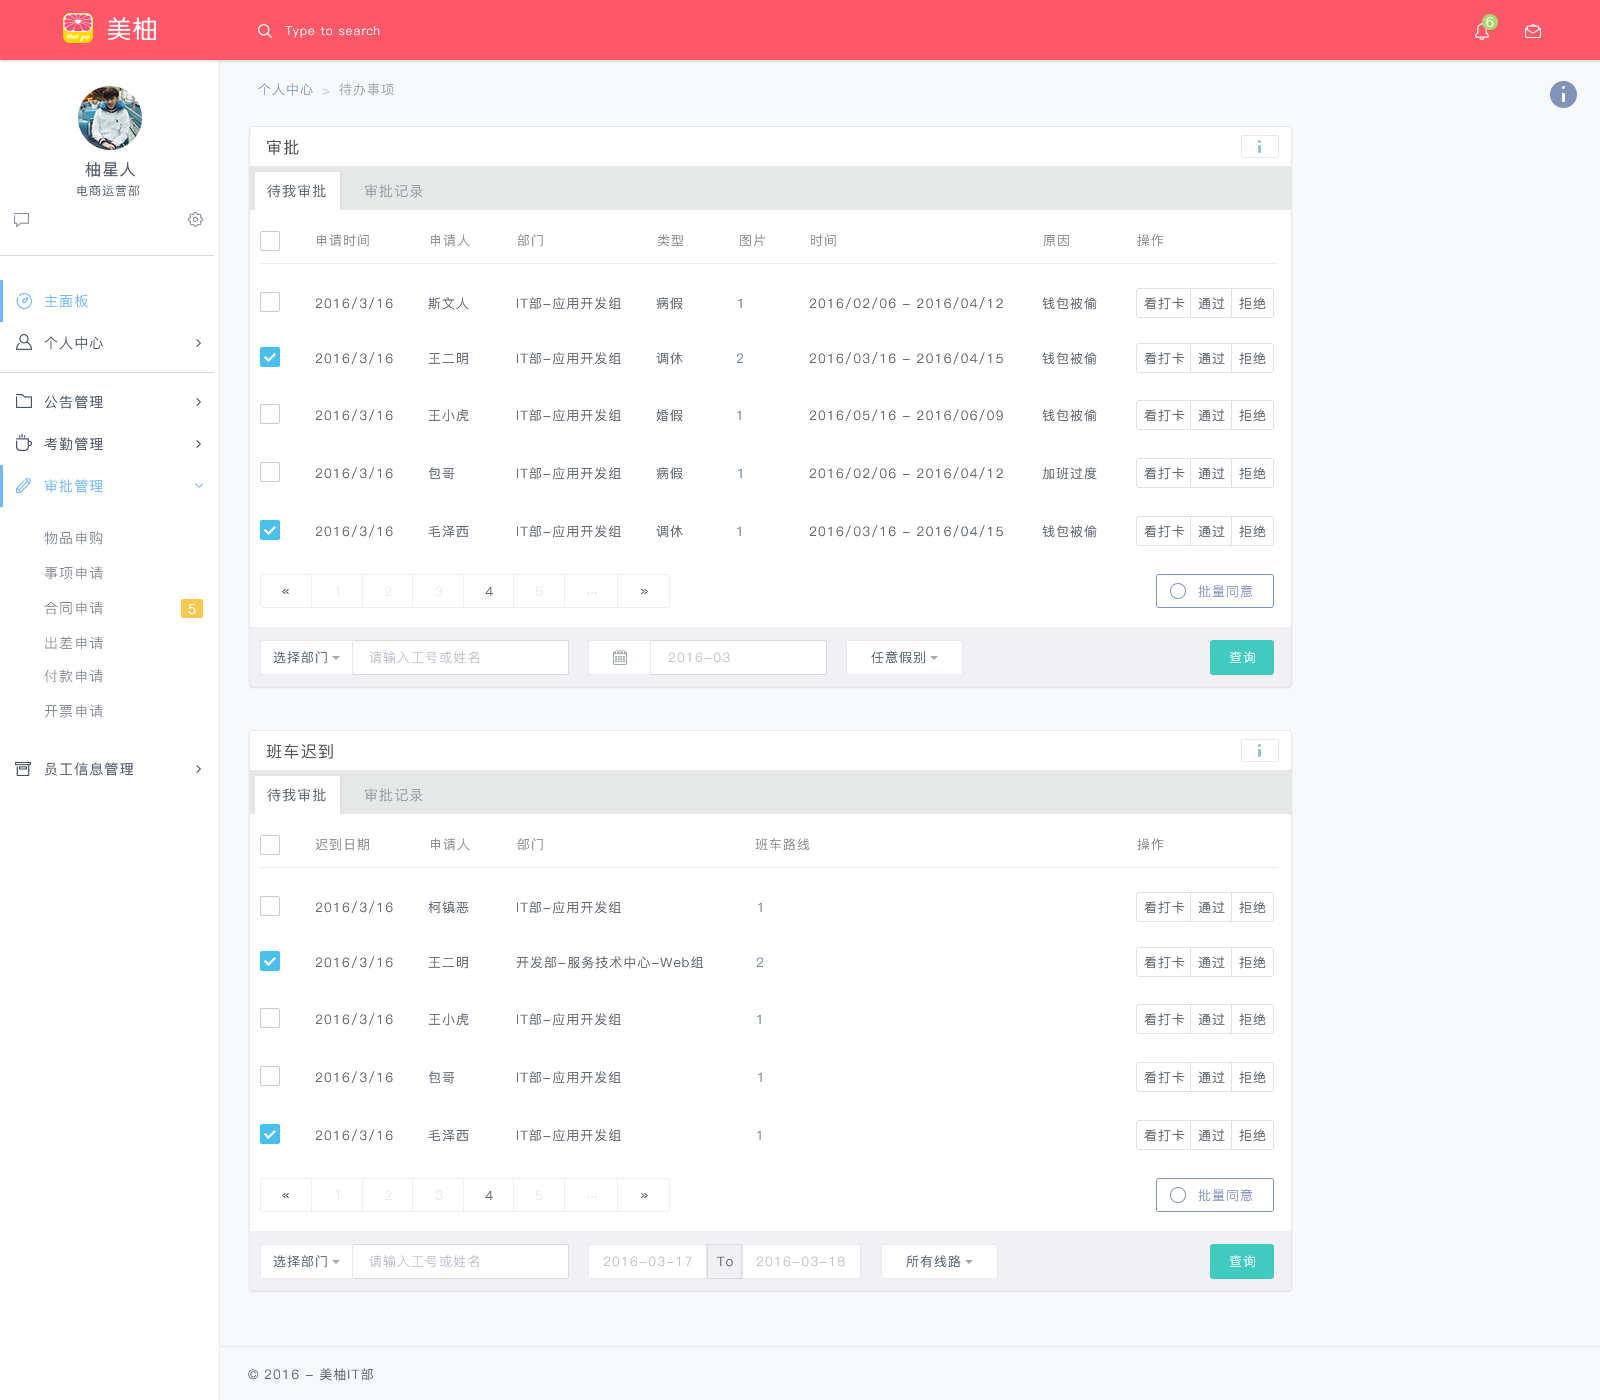 美柚
Type to search
6
个人中心 > 待办事项
柚星人
电商运营部
主面板
个人中心
公告管理
考勤管理
审批管理
物品申购
事项申请
合同申请 5
出差申请
付款申请
开票申请
员工信息管理
审批
待我审批 审批记录
申请时间 申请人 部门 类型 图片 时间 原因 操作
2016/3/16 斯文人 IT部-应用开发组 病假 1 2016/02/06 - 2016/04/12 钱包被偷 看打卡 通过 拒绝
2016/3/16 王二明 IT部-应用开发组 调休 2 2016/03/16 - 2016/04/15 钱包被偷 看打卡 通过 拒绝
2016/3/16 王小虎 IT部-应用开发组 婚假 1 2016/05/16 - 2016/06/09 钱包被偷 看打卡 通过 拒绝
2016/3/16 包哥 IT部-应用开发组 病假 1 2016/02/06 - 2016/04/12 加班过度 看打卡 通过 拒绝
2016/3/16 毛泽西 IT部-应用开发组 调休 1 2016/03/16 - 2016/04/15 钱包被偷 看打卡 通过 拒绝
« 1 2 3 4 5 ... » 批量同意
选择部门 请输入工号或姓名 2016-03 任意假别 查询
班车迟到
待我审批 审批记录
迟到日期 申请人 部门 班车路线 操作
2016/3/16 柯镇恶 IT部-应用开发组 1 看打卡 通过 拒绝
2016/3/16 王二明 开发部-服务技术中心-Web组 2 看打卡 通过 拒绝
2016/3/16 王小虎 IT部-应用开发组 1 看打卡 通过 拒绝
2016/3/16 包哥 IT部-应用开发组 1 看打卡 通过 拒绝
2016/3/16 毛泽西 IT部-应用开发组 1 看打卡 通过 拒绝
« 1 2 3 4 5 ... » 批量同意
选择部门 请输入工号或姓名 2016-03-17 To 2016-03-18 所有线路 查询
© 2016 - 美柚IT部